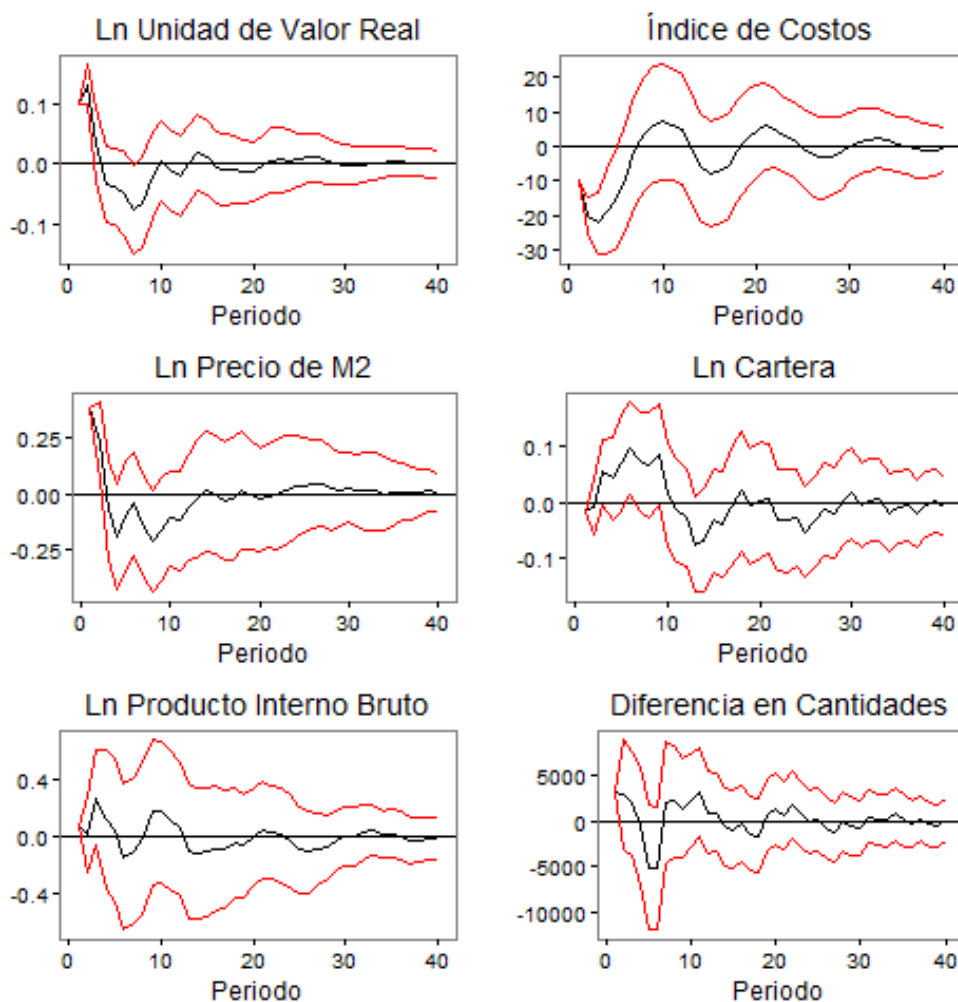 Ln Unidad de Valor Real
0.1
0.0
-0.1
0 10 20 30 40
Periodo
Índice de Costos
20
10
0
-10
-20
-30
0 10 20 30 40
Periodo
Ln Precio de M2
0.25
0.00
-0.25
0 10 20 30 40
Periodo
Ln Cartera
0.1
0.0
-0.1
0 10 20 30 40
Periodo
Ln Producto Interno Bruto
0.4
0.0
-0.4
0 10 20 30 40
Periodo
Diferencia en Cantidades
5000
0
-5000
-10000
0 10 20 30 40
Periodo